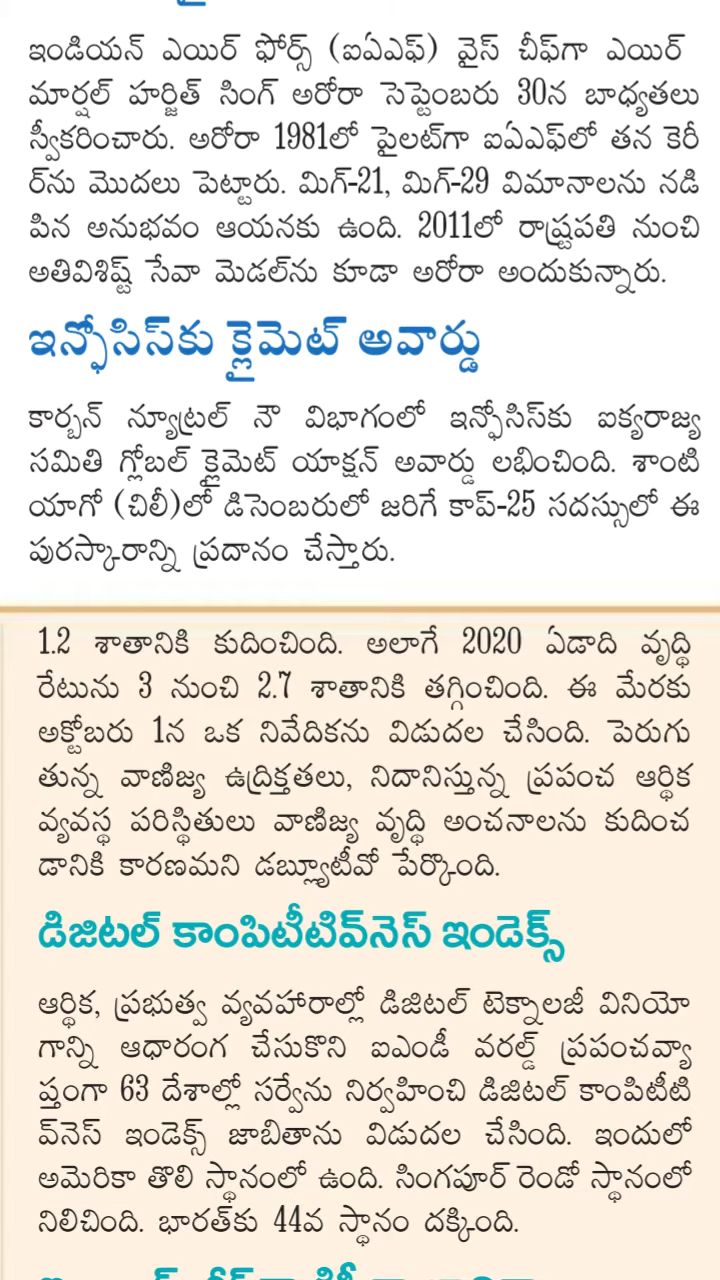 ఇండియన్ ఎయిర్ ఫోర్స్ (ఐఏఎఫ్) వైస్ చీఫ్‌గా ఎయిర్
మార్షల్ హర్జిత్ సింగ్ అరోరా సెప్టెంబరు 30న బాధ్యతలు
స్వీకరించారు. అరోరా 1981లో పైలట్‌గా ఐఏఎఫ్‌లో తన కెరీ
ర్‌ను మొదలు పెట్టారు. మిగ్-21, మిగ్-29 విమానాలను నడి
పిన అనుభవం ఆయనకు ఉంది. 2011లో రాష్ట్రపతి నుంచి
అతివిశిష్ట్ సేవా మెడల్‌ను కూడా అరోరా అందుకున్నారు.
ఇన్ఫోసిస్‌కు క్లైమెట్ అవార్డు
కార్బన్ న్యూట్రల్ నౌ విభాగంలో ఇన్ఫోసిస్‌కు ఐక్యరాజ్య
సమితి గ్లోబల్ క్లైమెట్ యాక్షన్ అవార్డు లభించింది. శాంటి
యాగో (చిలీ)లో డిసెంబరులో జరిగే కాప్-25 సదస్సులో ఈ
పురస్కారాన్ని ప్రదానం చేస్తారు.
1.2 శాతానికి కుదించింది. అలాగే 2020 ఏడాది వృద్ధి
రేటును 3 నుంచి 2.7 శాతానికి తగ్గించింది. ఈ మేరకు
అక్టోబరు 1న ఒక నివేదికను విడుదల చేసింది. పెరుగు
తున్న వాణిజ్య ఉద్రిక్తతలు, నిదానిస్తున్న ప్రపంచ ఆర్థిక
వ్యవస్థ పరిస్థితులు వాణిజ్య వృద్ధి అంచనాలను కుదించ
డానికి కారణమని డబ్ల్యూటీవో పేర్కొంది.
డిజిటల్ కాంపిటీటివ్‌నెస్ ఇండెక్స్
ఆర్థిక, ప్రభుత్వ వ్యవహారాల్లో డిజిటల్ టెక్నాలజీ వినియో
గాన్ని ఆధారంగ చేసుకొని ఐఎండీ వరల్డ్ ప్రపంచవ్యా
ప్తంగా 63 దేశాల్లో సర్వేను నిర్వహించి డిజిటల్ కాంపిటీటి
వ్‌నెస్ ఇండెక్స్ జాబితాను విడుదల చేసింది. ఇందులో
అమెరికా తొలి స్థానంలో ఉంది. సింగపూర్ రెండో స్థానంలో
నిలిచింది. భారత్‌కు 44వ స్థానం దక్కింది.